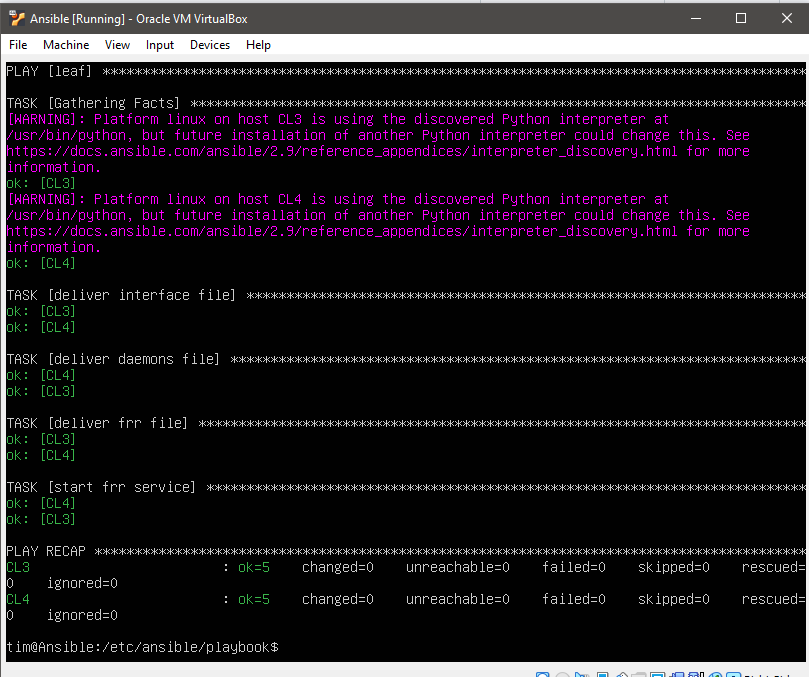 Ansible [Running] - Oracle VM VirtualBox
File Machine View Input Devices Help
PLAY [leaf] ****************************************************************************************
TASK [Gathering Facts] *****************************************************************************
[WARNING]: Platform linux on host CL3 is using the discovered Python interpreter at
/usr/bin/python, but future installation of another Python interpreter could change this. See
https://docs.ansible.com/ansible/2.9/reference_appendices/interpreter_discovery.html for more
information.
ok: [CL3]
[WARNING]: Platform linux on host CL4 is using the discovered Python interpreter at
/usr/bin/python, but future installation of another Python interpreter could change this. See
https://docs.ansible.com/ansible/2.9/reference_appendices/interpreter_discovery.html for more
information.
ok: [CL4]
TASK [deliver interface file] **********************************************************************
ok: [CL3]
ok: [CL4]
TASK [deliver daemons file] ************************************************************************
ok: [CL4]
ok: [CL3]
TASK [deliver frr file] ****************************************************************************
ok: [CL3]
ok: [CL4]
TASK [start frr service] ***************************************************************************
ok: [CL4]
ok: [CL3]
PLAY RECAP *****************************************************************************************
CL3 : ok=5 changed=0 unreachable=0 failed=0 skipped=0 rescued=
0 ignored=0
CL4 : ok=5 changed=0 unreachable=0 failed=0 skipped=0 rescued=
0 ignored=0
tim@Ansible:/etc/ansible/playbook$